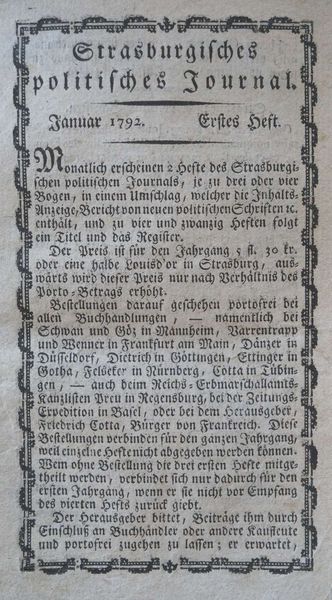 Strasburgisches
politisches Journal.
Januar 1792. Erstes Heft.
Monatlich erscheinen 2 Hefte des Strasburgi-
schen politischen Journals, je zu drei oder vier
Bogen, in einem Umschlag, welcher die Inhalts-
Anzeige, Bericht von neuen politischen Schriften ꝛc.
enthält, und zu vier und zwanzig Heften folgt
ein Titel und das Register.
Der Preis ist für den Jahrgang 5 fl. 30 kr.
oder eine halbe Louisd'or in Strasburg, aus-
wärts wird dieser Preis nur nach Verhältnis des
Porto-Betrags erhöht.
Bestellungen darauf geschehen portofrei bei
allen Buchhandlungen, — namentlich bei
Schwan und Göz in Mannheim, Varrentrapp
und Wenner in Frankfurt am Main, Dänzer in
Düsseldorf, Dietrich in Göttingen, Ettinger in
Gotha, Felseker in Nürnberg, Cotta in Tübin-
gen, — auch beim Reichs-Erbmarschallamts-
Kanzlisten Preu in Regensburg, bei der Zeitungs-
Expedition in Basel, oder bei dem Herausgeber,
Friedrich Cotta, Bürger von Frankreich. Diese
Bestellungen verbinden für den ganzen Jahrgang,
weil einzelne Hefte nicht abgegeben werden können.
Wem ohne Bestellung die drei ersten Hefte mitge-
theilt werden, verbindet sich nur dadurch für den
ersten Jahrgang, wenn er sie nicht vor Empfang
des vierten Hefts zurück giebt.
Der Herausgeber bittet, Beiträge ihm durch
Einschluß an Buchhändler oder andere Kaufleute
und portofrei zugehen zu lassen; er erwartet,